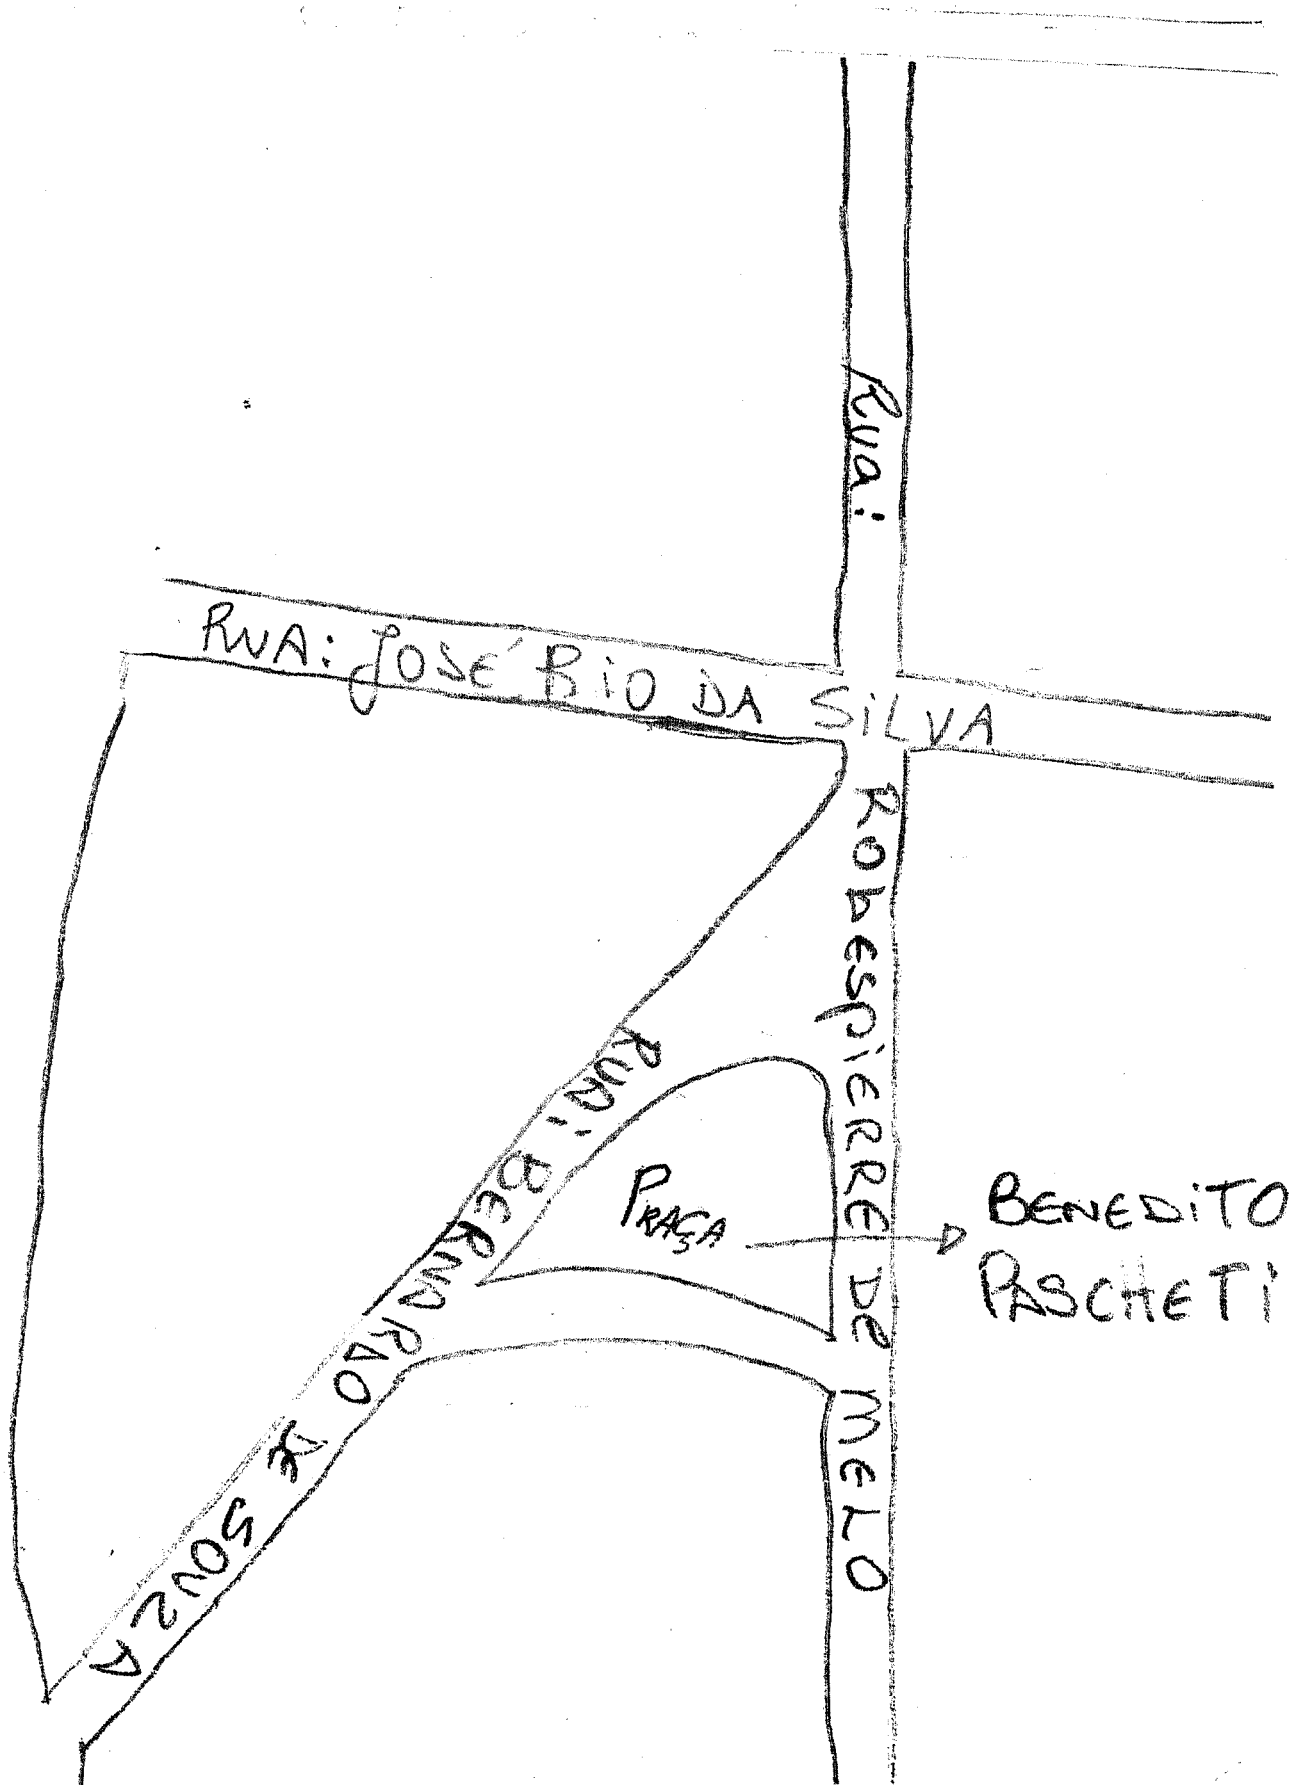 Rua:
RUA: JOSÉ BIO DA SILVA
RobespiERRE DE MELO
RUA: BERNARDO DE SOUZA
PRAÇA
BENEDITO
PASCHETI